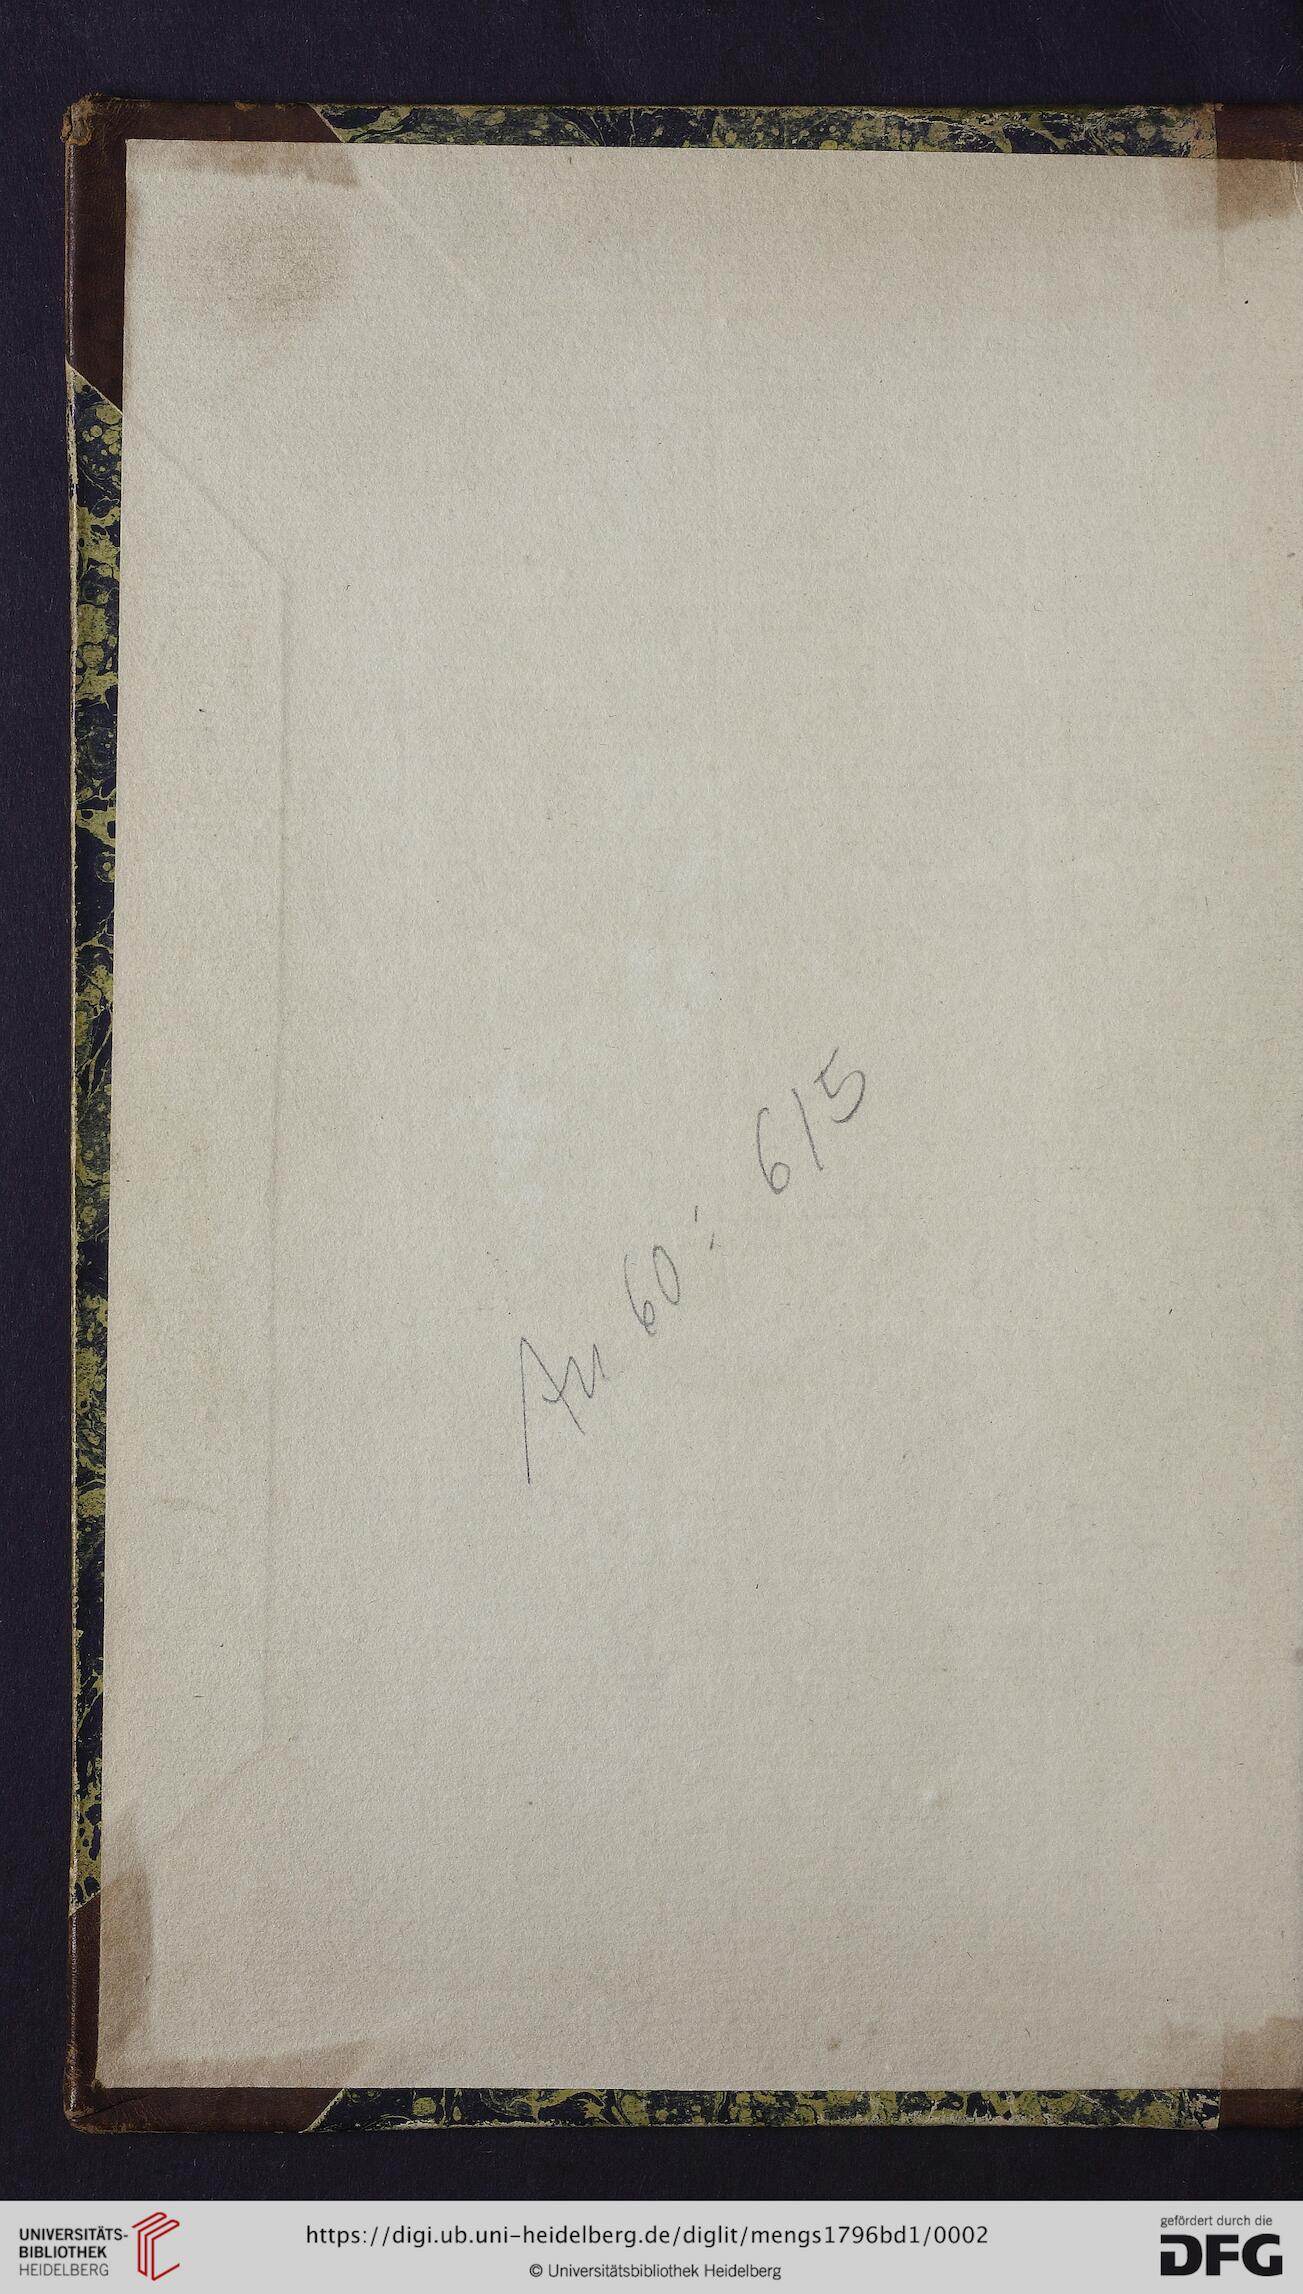 An 60: 615
gefördert durch die
DFG
UNIVERSITÄTS-
BIBLIOTHEK
HEIDELBERG
https://digi.ub.uni-heidelberg.de/diglit/mengs1796bd1/0002
© Universitätsbibliothek Heidelberg